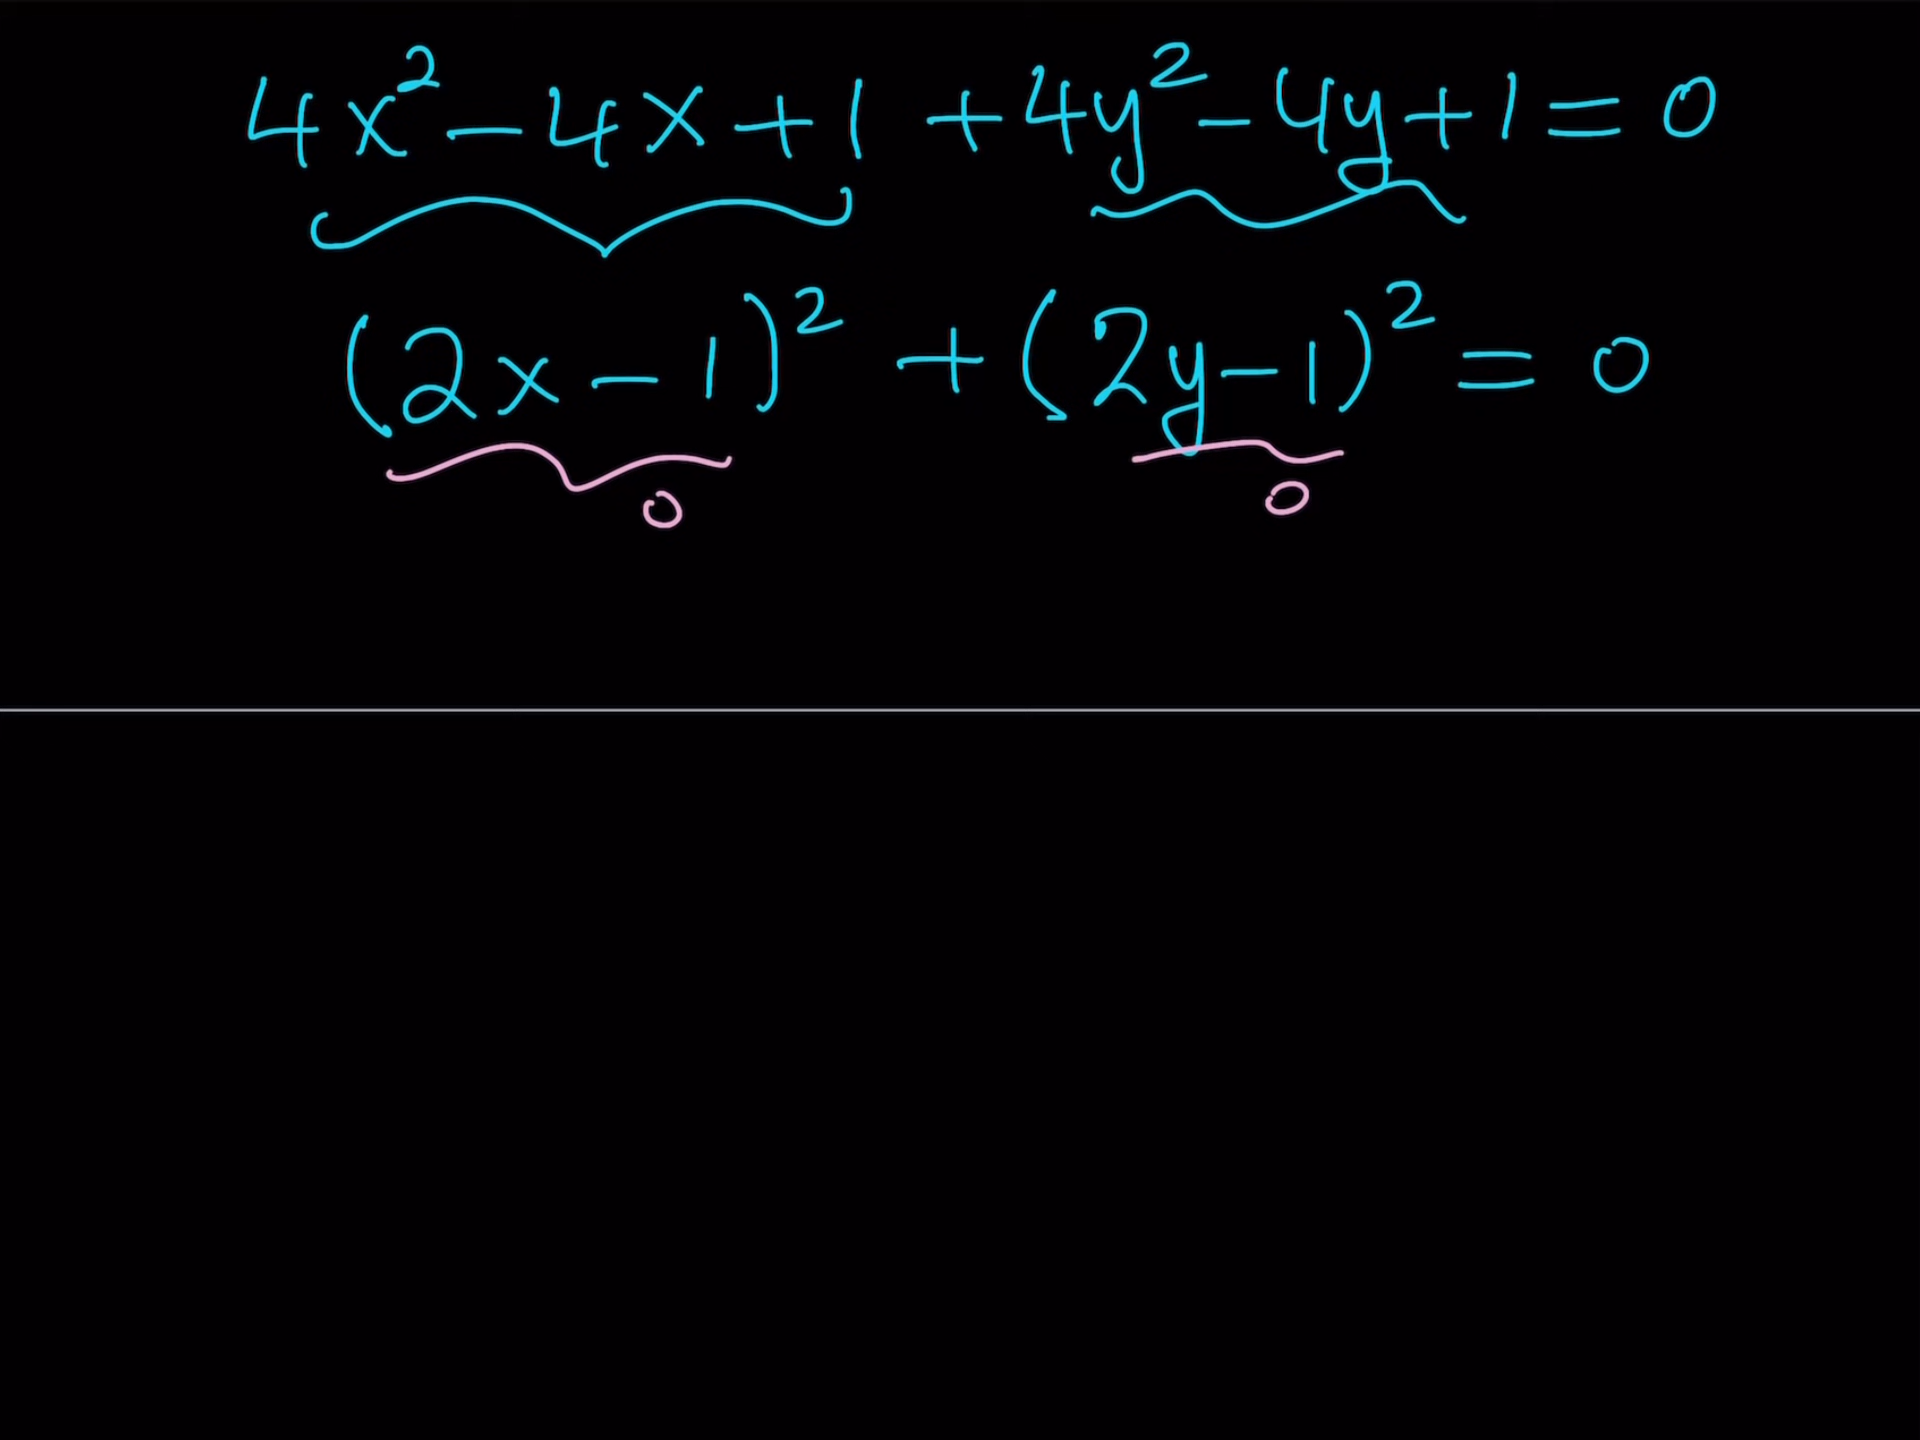 4x² - 4x + 1 + 4y² - 4y + 1 = 0
(2x - 1)² + (2y - 1)² = 0
0 0